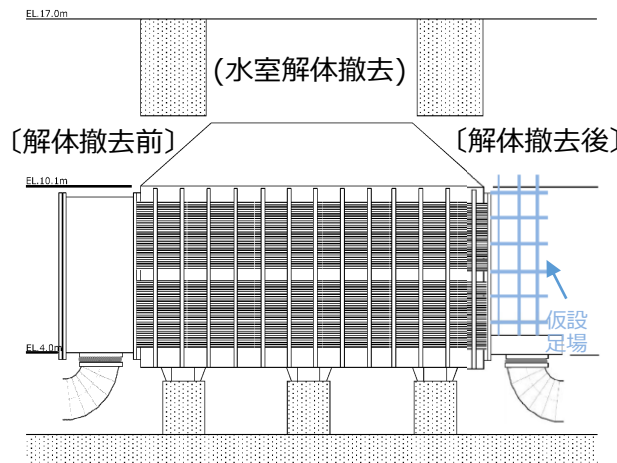 EL.17.0m
(水室解体撤去)
〔解体撤去前〕
〔解体撤去後〕
EL.10.1m
仮設
足場
EL.4.0m